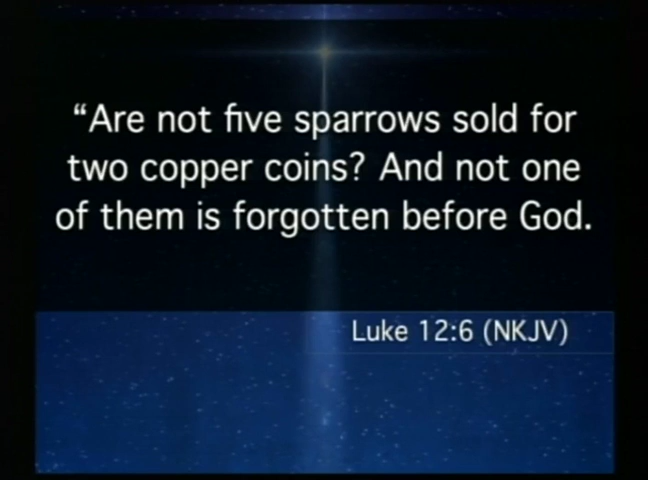 “Are not five sparrows sold for
two copper coins? And not one
of them is forgotten before God.
Luke 12:6 (NKJV)